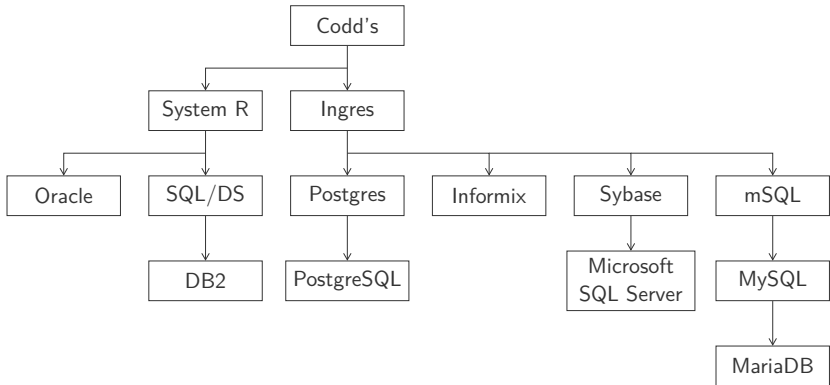 Codd's
System R
Ingres
Oracle
SQL/DS
Postgres
Informix
Sybase
mSQL
DB2
PostgreSQL
Microsoft
SQL Server
MySQL
MariaDB